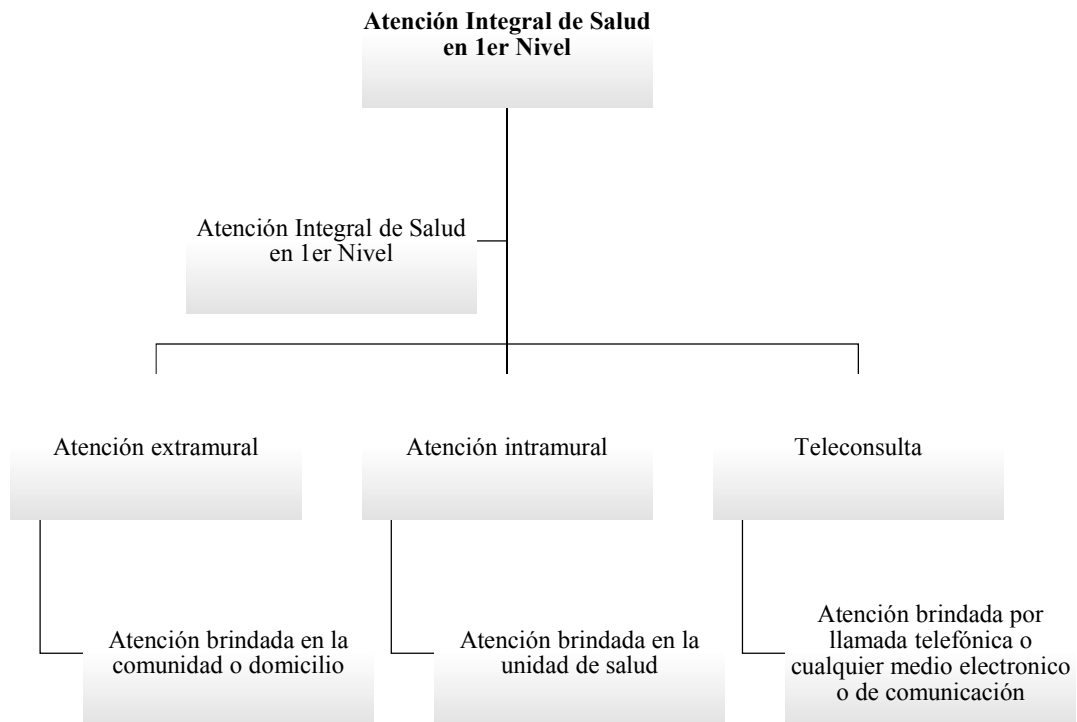 Atención Integral de Salud
en 1er Nivel
Atención Integral de Salud
en 1er Nivel
Atención extramural
Atención intramural
Teleconsulta
Atención brindada en la
comunidad o domicilio
Atención brindada en la
unidad de salud
Atención brindada por
llamada telefónica o
cualquier medio electronico
o de comunicación